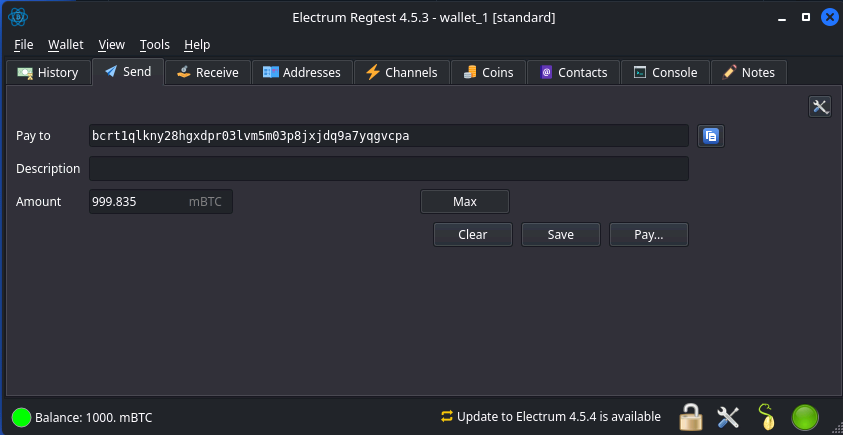 Electrum Regtest 4.5.3 - wallet_1 [standard]
File Wallet View Tools Help
History Send Receive Addresses Channels Coins Contacts Console Notes
Pay to bcrt1qlkny28hgxdpr03lvm5m03p8jxjdq9a7yqgvcpa
Description
Amount 999.835 mBTC Max
Clear Save Pay...
Balance: 1000. mBTC Update to Electrum 4.5.4 is available